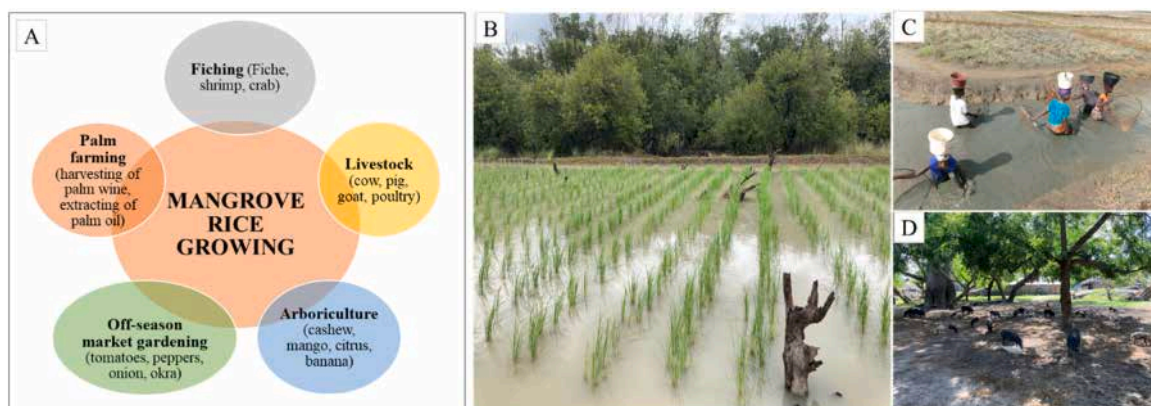 A
Fiching (Fiche,
shrimp, crab)
Palm
farming
(harvesting of
palm wine,
extracting of
palm oil)
Livestock
(cow, pig,
goat, poultry)
MANGROVE
RICE
GROWING
Off-season
market gardening
(tomatoes, peppers,
onion, okra)
Arboriculture
(cashew,
mango, citrus,
banana)
B
C
D